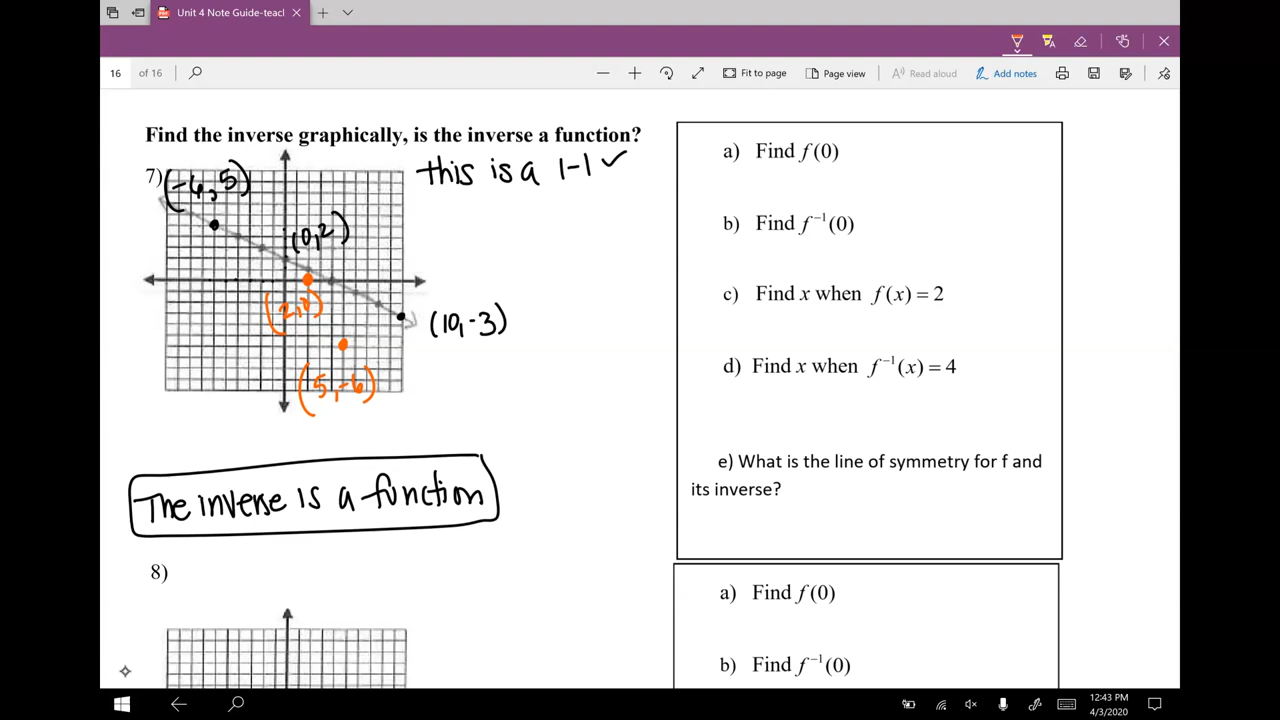 Unit 4 Note Guide-teacl
16 of 16
Fit to page
Page view
Read aloud
Add notes
Find the inverse graphically, is the inverse a function?
7)
this is a 1-1 ✓
(-6, 5)
(0, 2)
(2, 0)
(10, -3)
(5, -6)
The inverse is a function
8)
a) Find f(0)
b) Find f⁻¹(0)
c) Find x when f(x) = 2
d) Find x when f⁻¹(x) = 4
e) What is the line of symmetry for f and
its inverse?
a) Find f(0)
b) Find f⁻¹(0)
12:43 PM
4/3/2020